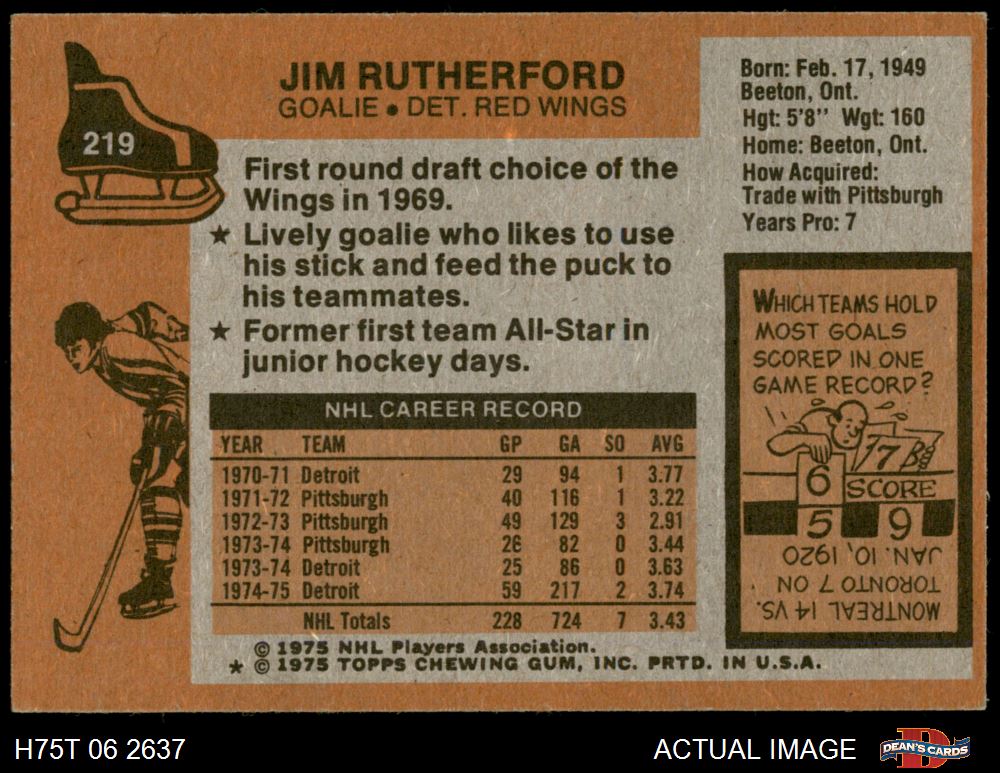 219
JIM RUTHERFORD
GOALIE ● DET. RED WINGS
First round draft choice of the
Wings in 1969.
★ Lively goalie who likes to use
his stick and feed the puck to
his teammates.
★ Former first team All-Star in
junior hockey days.
Born: Feb. 17, 1949
Beeton, Ont.
Hgt: 5'8" Wgt: 160
Home: Beeton, Ont.
How Acquired:
Trade with Pittsburgh
Years Pro: 7
NHL CAREER RECORD
YEAR TEAM GP GA SO AVG
1970-71 Detroit 29 94 1 3.77
1971-72 Pittsburgh 40 116 1 3.22
1972-73 Pittsburgh 49 129 3 2.91
1973-74 Pittsburgh 26 82 0 3.44
1973-74 Detroit 25 86 0 3.63
1974-75 Detroit 59 217 2 3.74
NHL Totals 228 724 7 3.43
WHICH TEAMS HOLD
MOST GOALS
SCORED IN ONE
GAME RECORD?
17
6 SCORE
5 9
MONTREAL 14 VS.
TORONTO 7 ON
JAN. 10, 1920
© 1975 NHL Players Association.
★ © 1975 TOPPS CHEWING GUM, INC. PRTD. IN U.S.A.
H75T 06 2637
ACTUAL IMAGE
DEAN'S CARDS